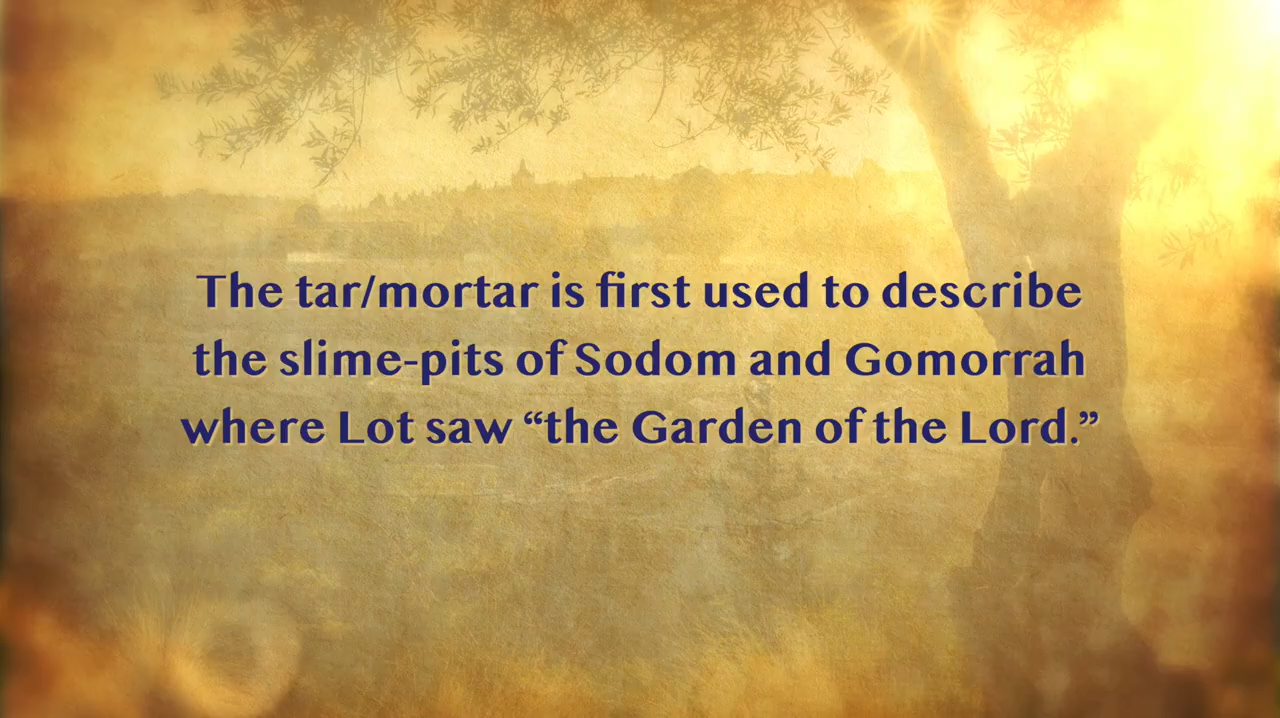 The tar/mortar is first used to describe
the slime-pits of Sodom and Gomorrah
where Lot saw “the Garden of the Lord.”